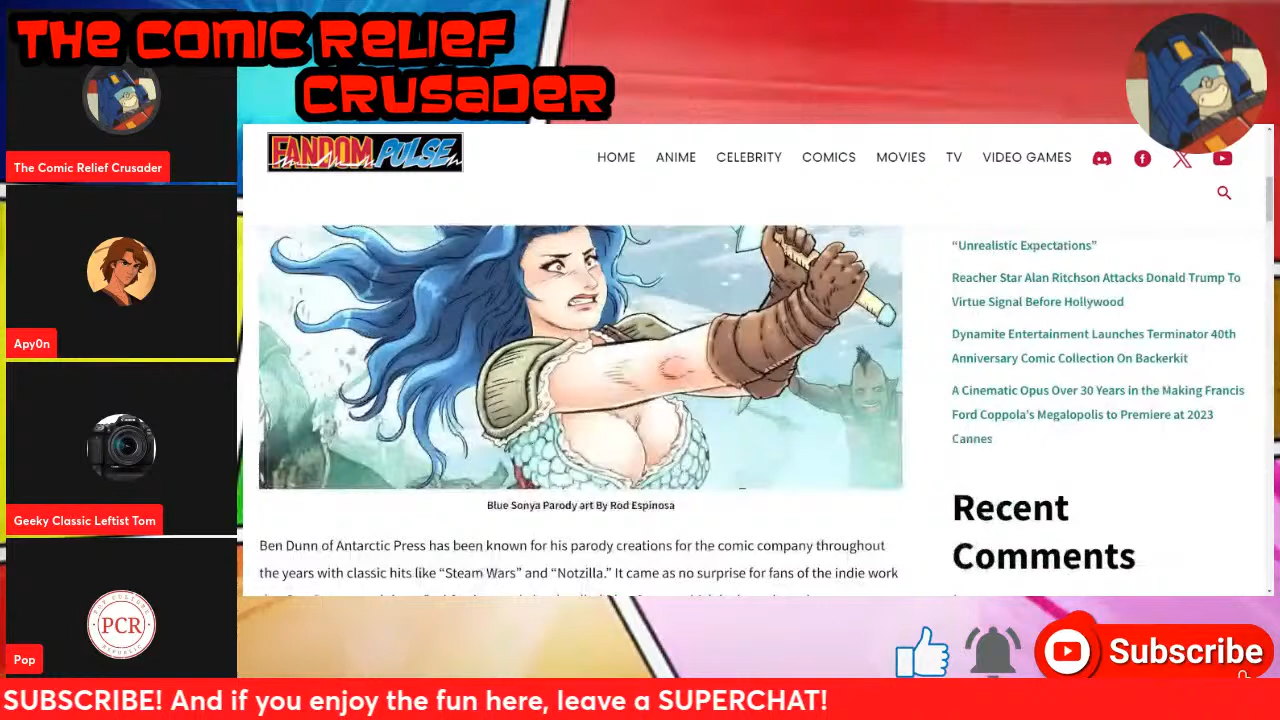 THE COMIC RELIEF
CRUSADER
The Comic Relief Crusader
Apy0n
Geeky Classic Leftist Tom
TOP CULTURE
PCR
REPUBLIC
Pop
FANDOM PULSE
HOME ANIME CELEBRITY COMICS MOVIES TV VIDEO GAMES
Blue Sonya Parody art By Rod Espinosa
Ben Dunn of Antarctic Press has been known for his parody creations for the comic company throughout
the years with classic hits like “Steam Wars” and “Notzilla.” It came as no surprise for fans of the indie work
“Unrealistic Expectations”
Reacher Star Alan Ritchson Attacks Donald Trump To
Virtue Signal Before Hollywood
Dynamite Entertainment Launches Terminator 40th
Anniversary Comic Collection On Backerkit
A Cinematic Opus Over 30 Years in the Making Francis
Ford Coppola’s Megalopolis to Premiere at 2023
Cannes
Recent
Comments
Subscribe
SUBSCRIBE! And if you enjoy the fun here, leave a SUPERCHAT!